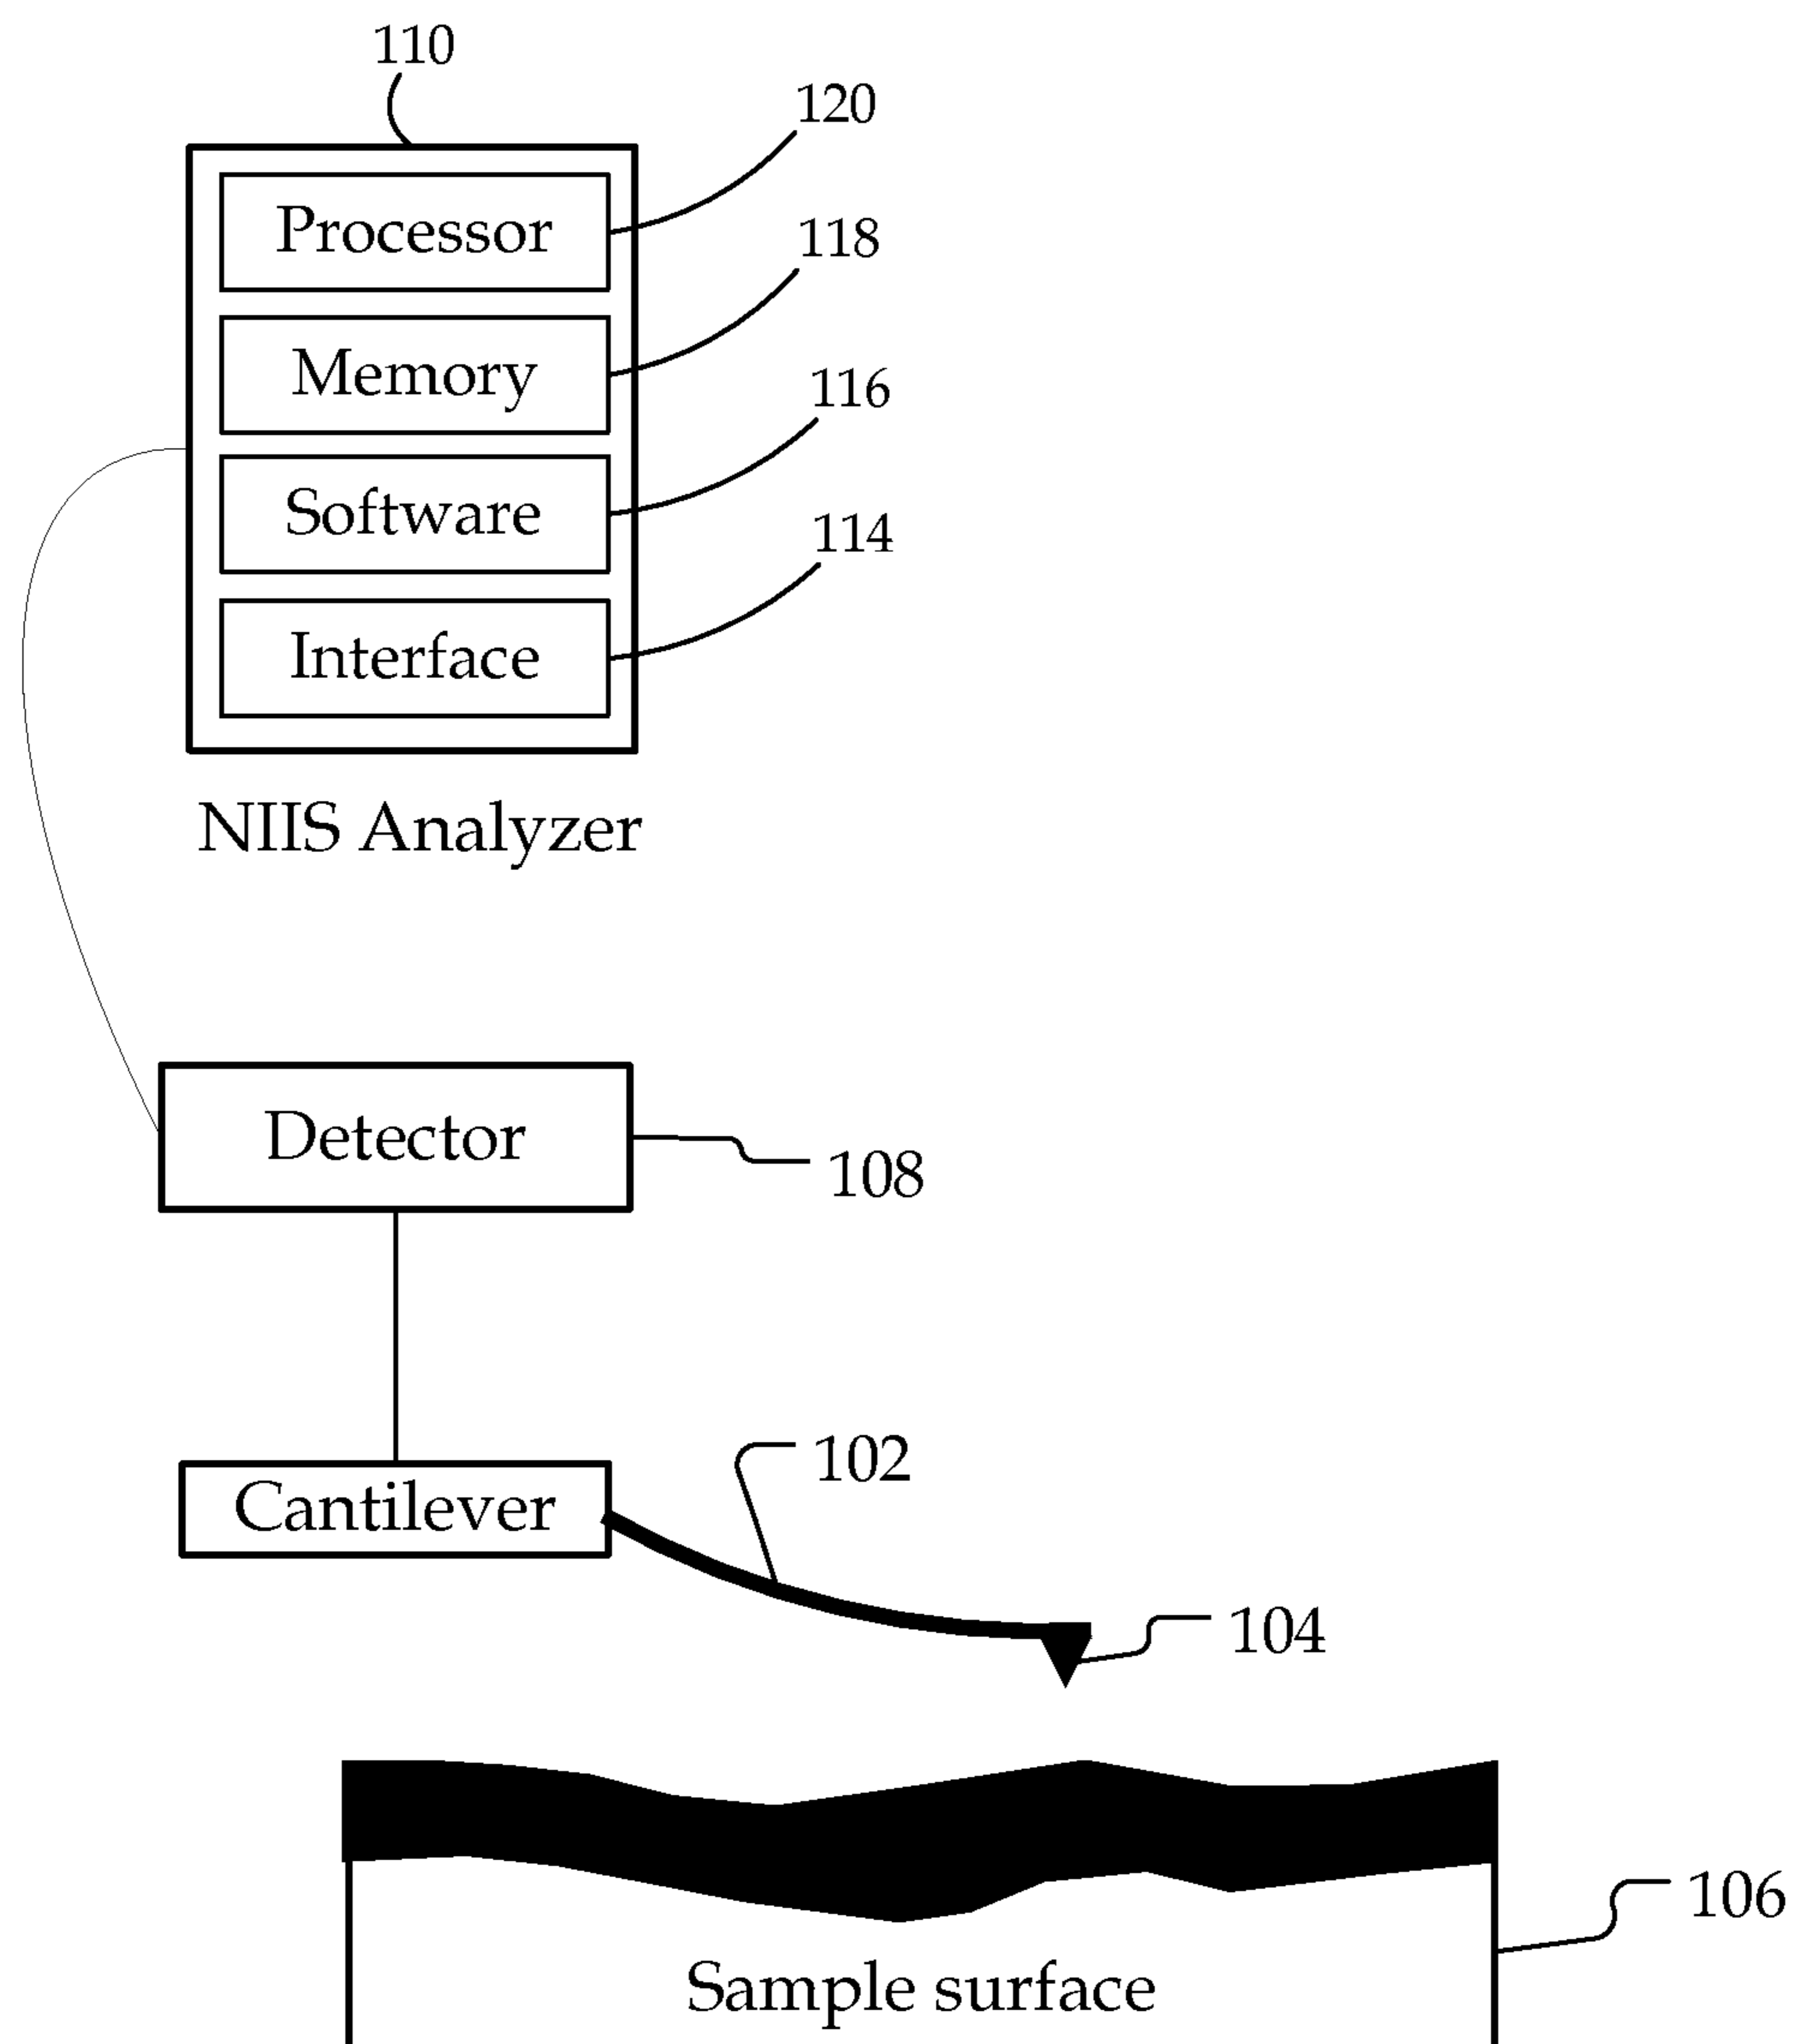 110
120
Processor
118
Memory
116
Software
114
Interface
NIIS Analyzer
Detector
108
102
Cantilever
104
106
Sample surface